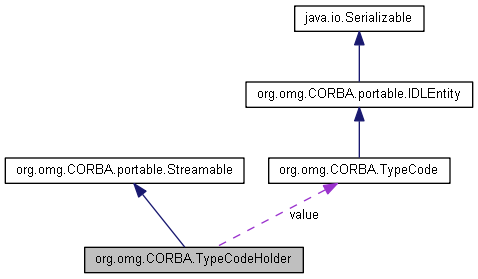 java.io.Serializable
org.omg.CORBA.portable.IDLEntity
org.omg.CORBA.portable.Streamable
org.omg.CORBA.TypeCode
value
org.omg.CORBA.TypeCodeHolder